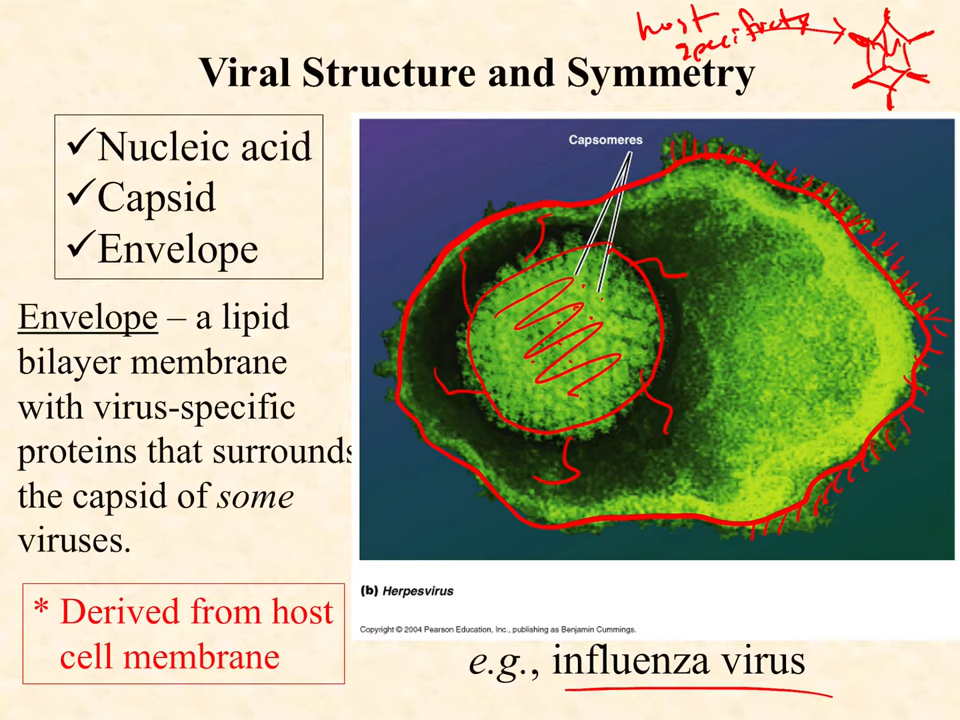 host
specificity
Viral Structure and Symmetry
✓Nucleic acid
✓Capsid
✓Envelope
Envelope – a lipid
bilayer membrane
with virus-specific
proteins that surrounds
the capsid of some
viruses.
* Derived from host
cell membrane
Capsomeres
(b) Herpesvirus
Copyright © 2004 Pearson Education, Inc., publishing as Benjamin Cummings.
e.g., influenza virus